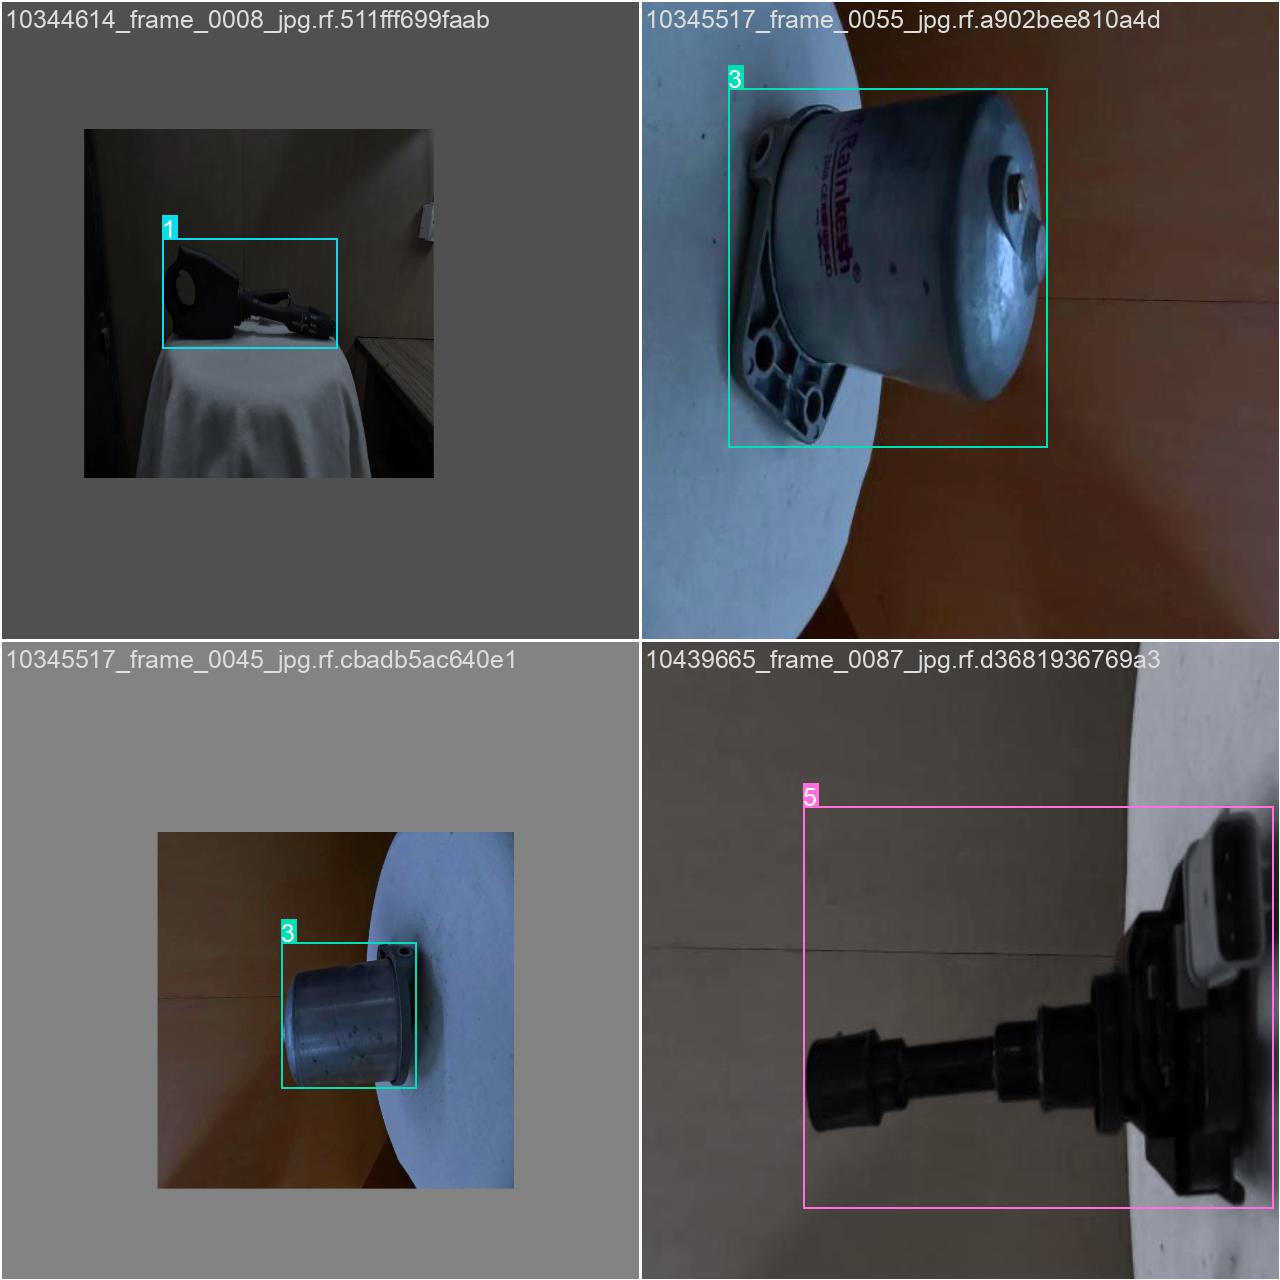 10344614_frame_0008_jpg.rf.511fff699faab
10345517_frame_0055_jpg.rf.a902bee810a4d
1
3
Rainkesh
®
10345517_frame_0045_jpg.rf.cbadb5ac640e1
10439665_frame_0087_jpg.rf.d3681936769a3
3
5